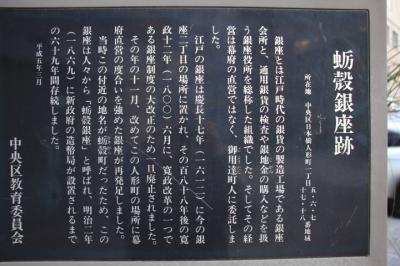 蛎殻銀座跡
所在地 中央区日本橋人形町一丁目五・六・七
十七・十八番地域
銀座とは江戸時代の銀貨の製造工場である銀座
会所と、通用銀の検査や銀地金の購入などを扱
う銀座役所を総称した組織でした。そしてその経
営は幕府の直営ではなく、御用達町人に委託しま
した。
江戸の銀座は慶長十七年（一六一二）に今の銀
座二丁目の場所に置かれ、その百八十八年後の寛
政十二年（一八〇〇）六月に、寛政改革の一つで
ある銀座制度の大改正のため一旦廃止されました。
その年の十一月、改めてこの人形町の場所に幕
府直営の度合いを強めた銀座が再発足しました。
当時この付近の地名が蛎殻町だったため、この
銀座は人々から「蛎殻銀座」と呼ばれ、明治二年
（一八六九）に新政府の造幣局が設置されるまで
の六十九年間存続しました。
平成五年三月
中央区教育委員会